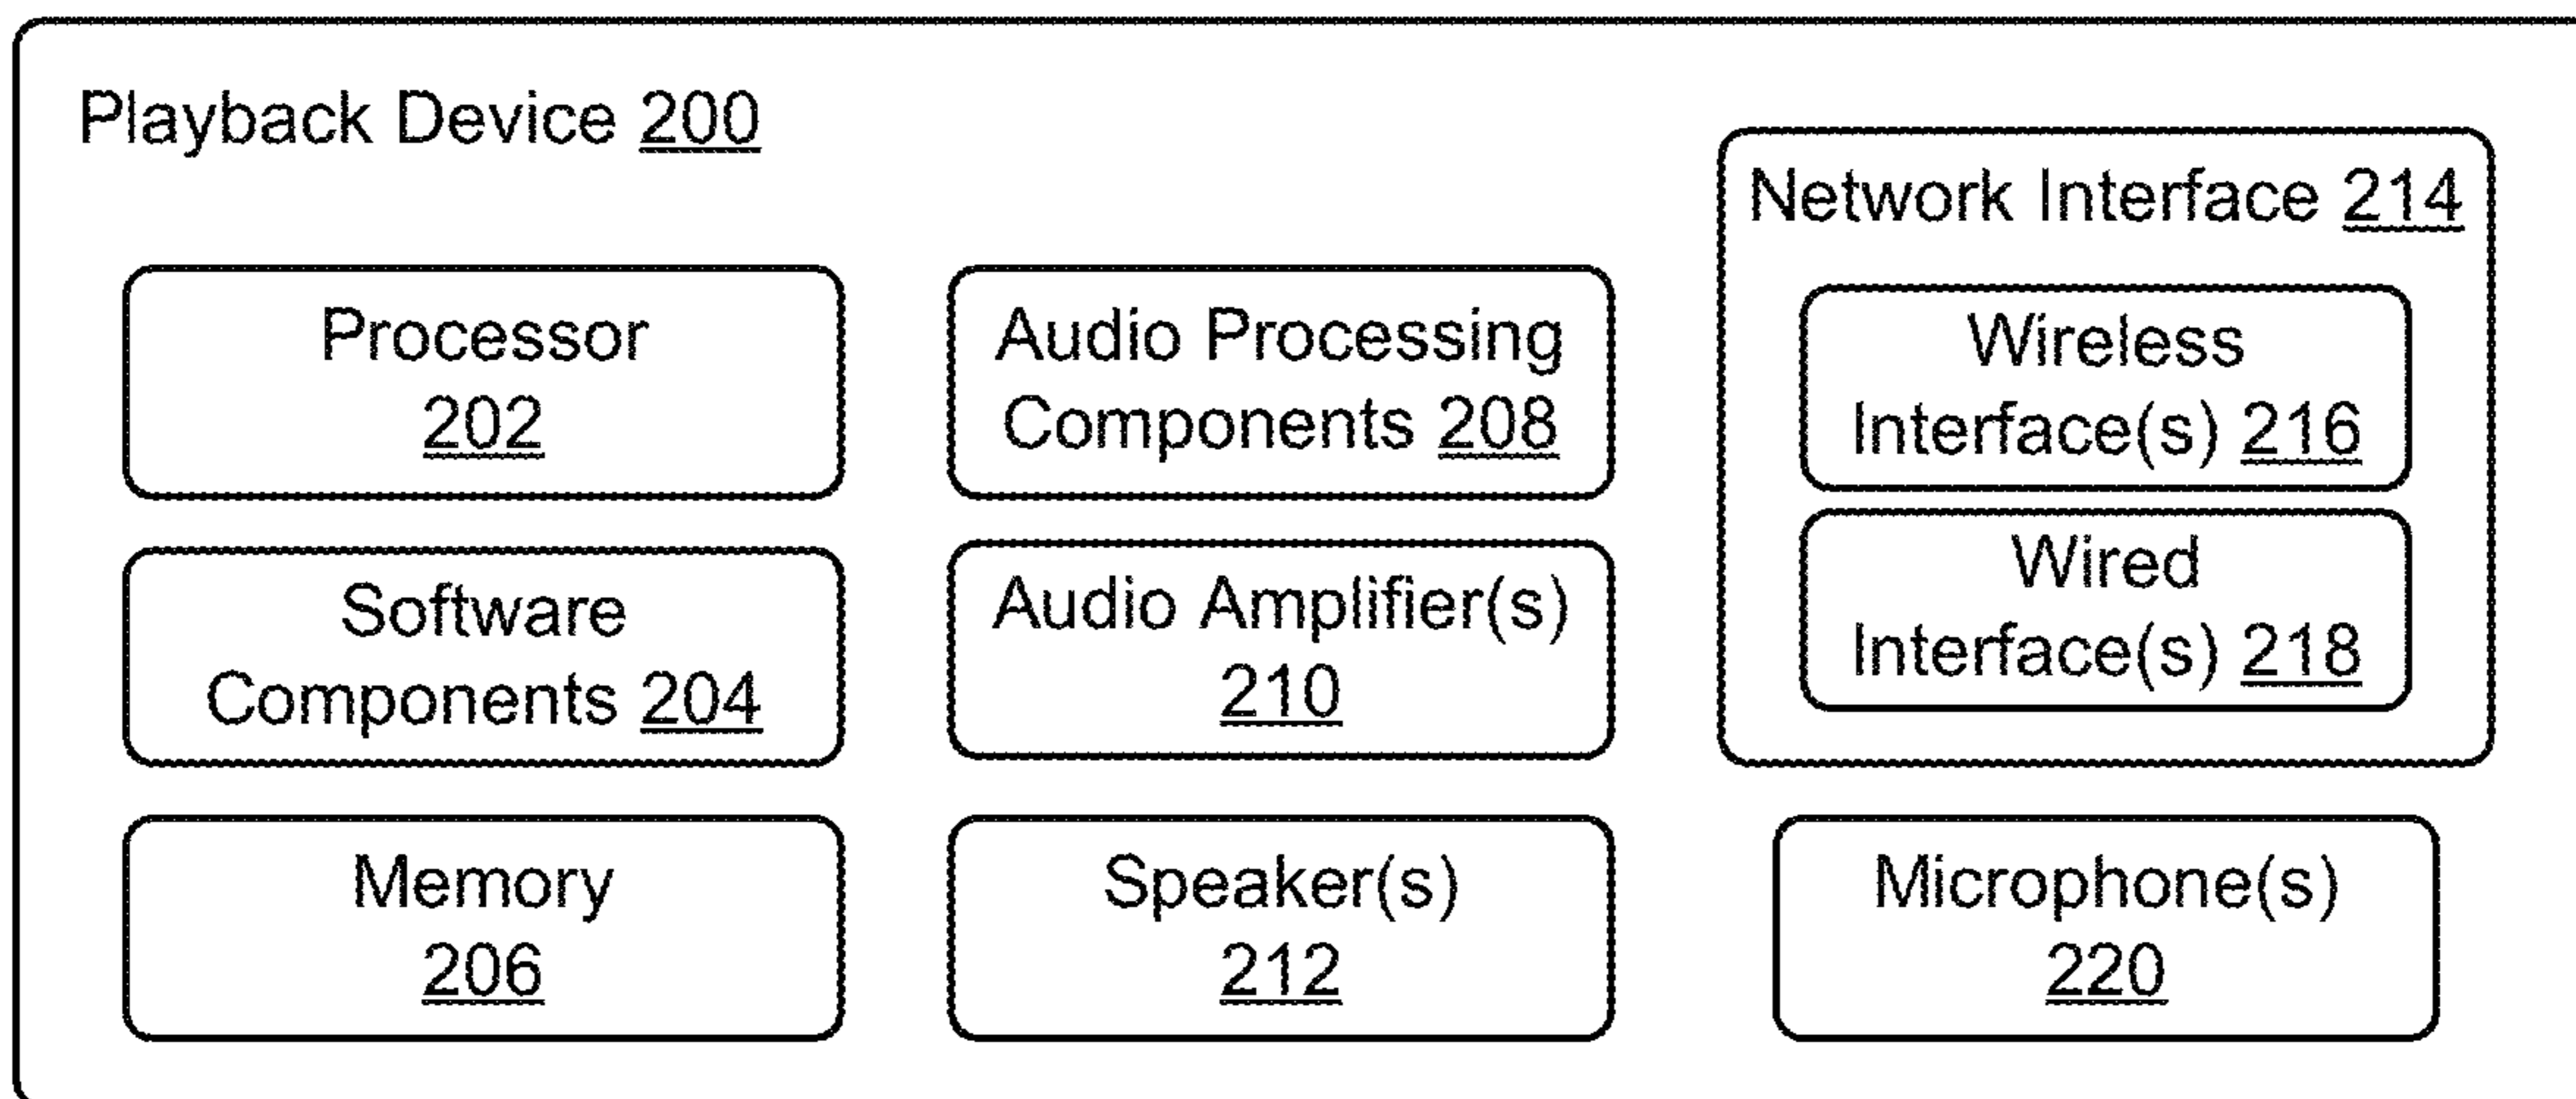 Playback Device 200
Processor
202
Software
Components 204
Memory
206
Audio Processing
Components 208
Audio Amplifier(s)
210
Speaker(s)
212
Network Interface 214
Wireless
Interface(s) 216
Wired
Interface(s) 218
Microphone(s)
220